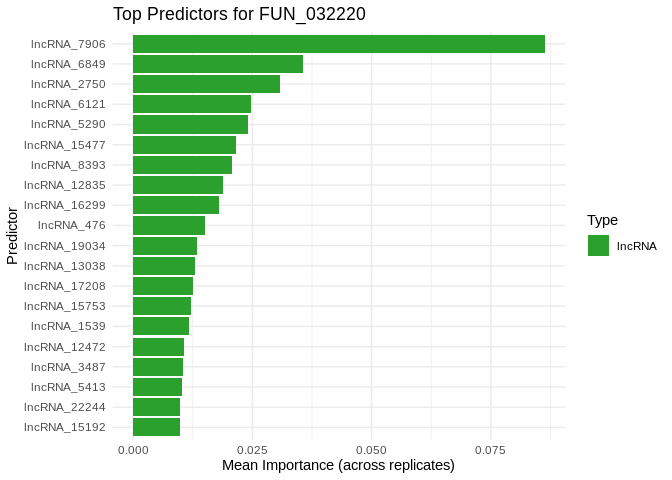 Top Predictors for FUN_032220
Predictor
lncRNA_7906
lncRNA_6849
lncRNA_2750
lncRNA_6121
lncRNA_5290
lncRNA_15477
lncRNA_8393
lncRNA_12835
lncRNA_16299
lncRNA_476
lncRNA_19034
lncRNA_13038
lncRNA_17208
lncRNA_15753
lncRNA_1539
lncRNA_12472
lncRNA_3487
lncRNA_5413
lncRNA_22244
lncRNA_15192
0.000 0.025 0.050 0.075
Mean Importance (across replicates)
Type
lncRNA